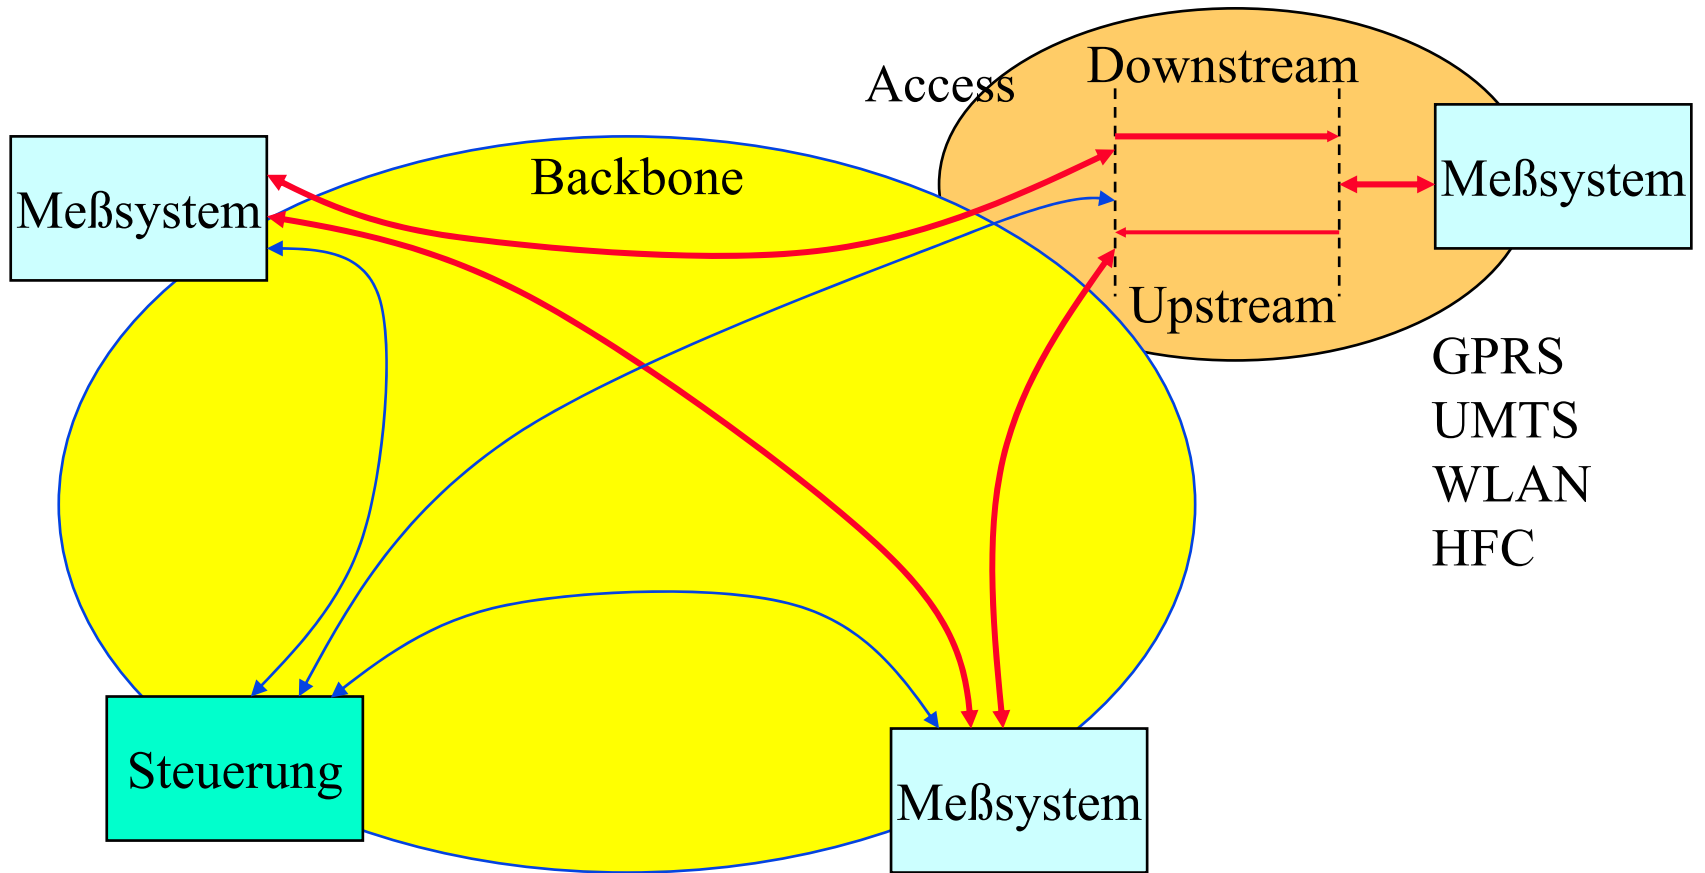 Downstream
Access
Backbone
Meßsystem
Meßsystem
Upstream
GPRS
UMTS
WLAN
HFC
Steuerung
Meßsystem